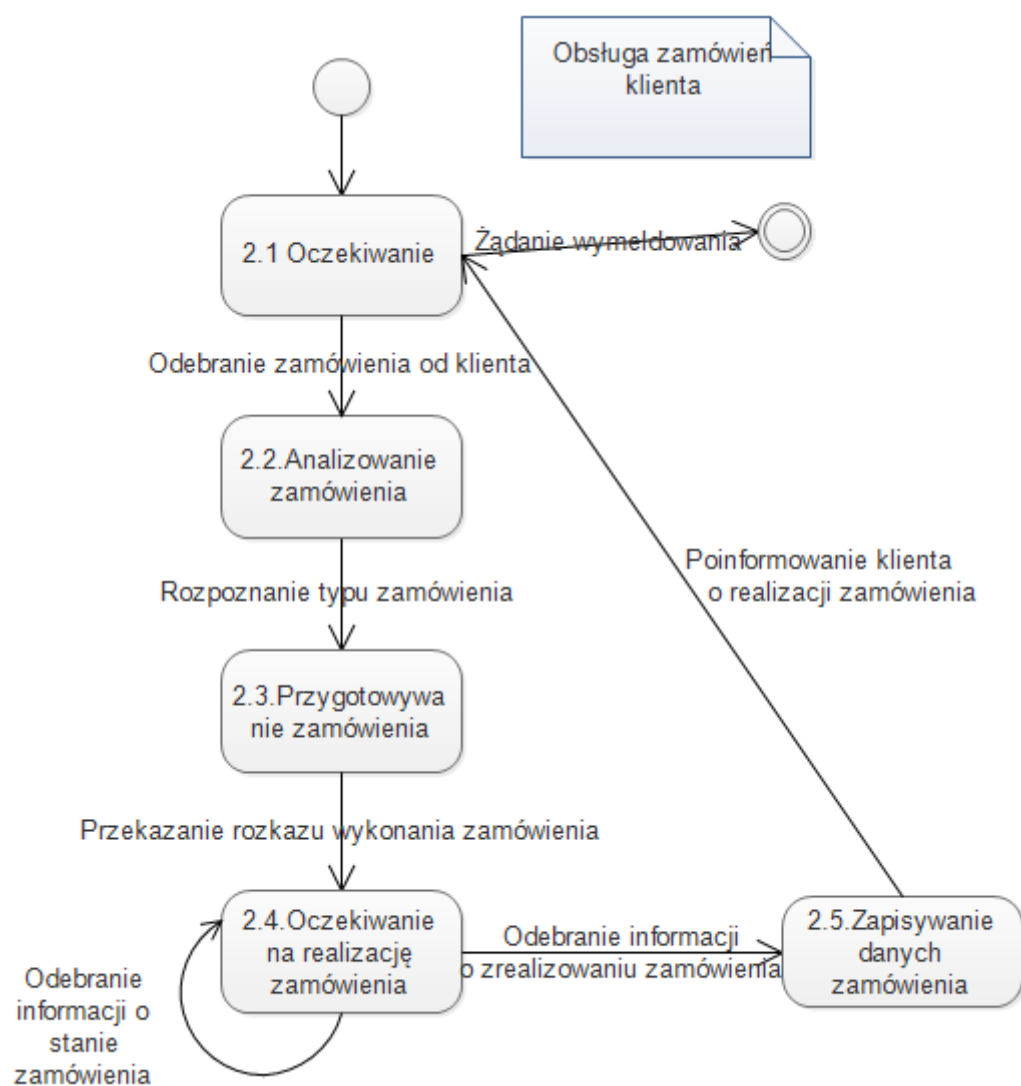 Obsługa zamówień
klienta
2.1 Oczekiwanie
Żądanie wymeldowania
Odebranie zamówienia od klienta
2.2.Analizowanie
zamówienia
Rozpoznanie typu zamówienia
Poinformowanie klienta
o realizacji zamówienia
2.3.Przygotowywa
nie zamówienia
Przekazanie rozkazu wykonania zamówienia
2.4.Oczekiwanie
na realizację
zamówienia
Odebranie informacji
o zrealizowaniu zamówienia
2.5.Zapisywanie
danych
zamówienia
Odebranie
informacji o
stanie
zamówienia